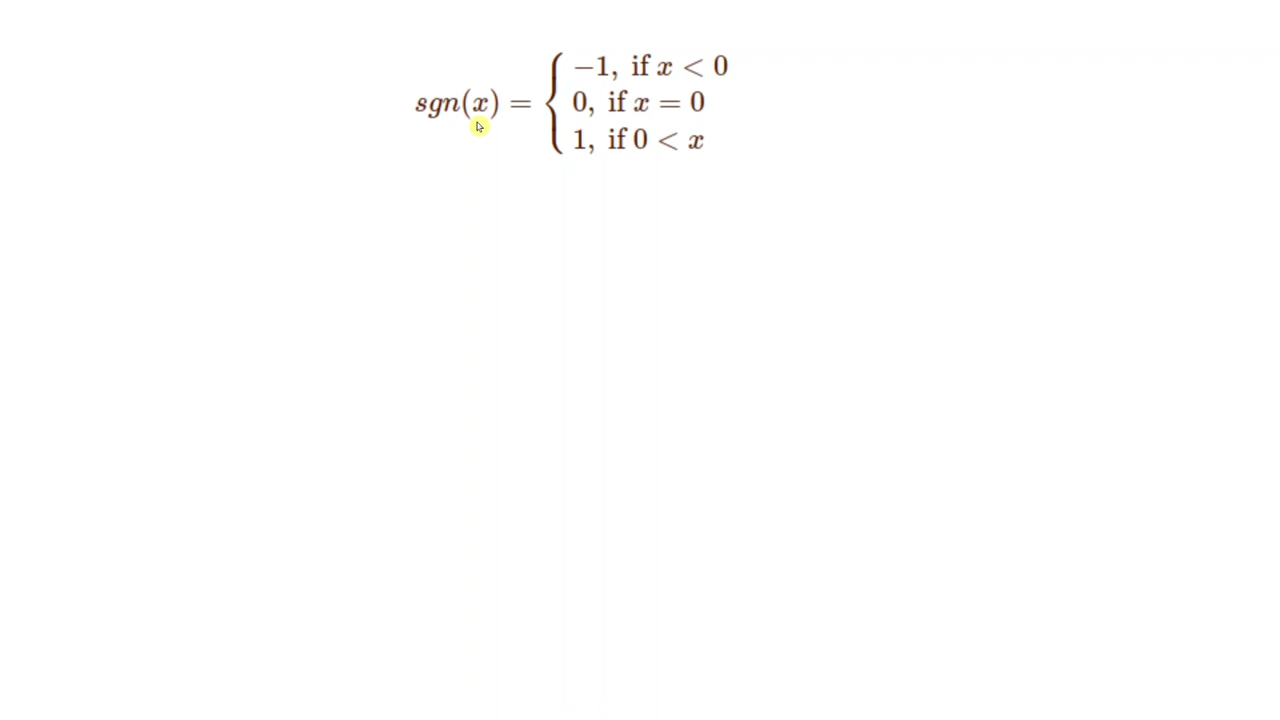 −1, if x < 0
sgn(x) = { 0, if x = 0
1, if 0 < x